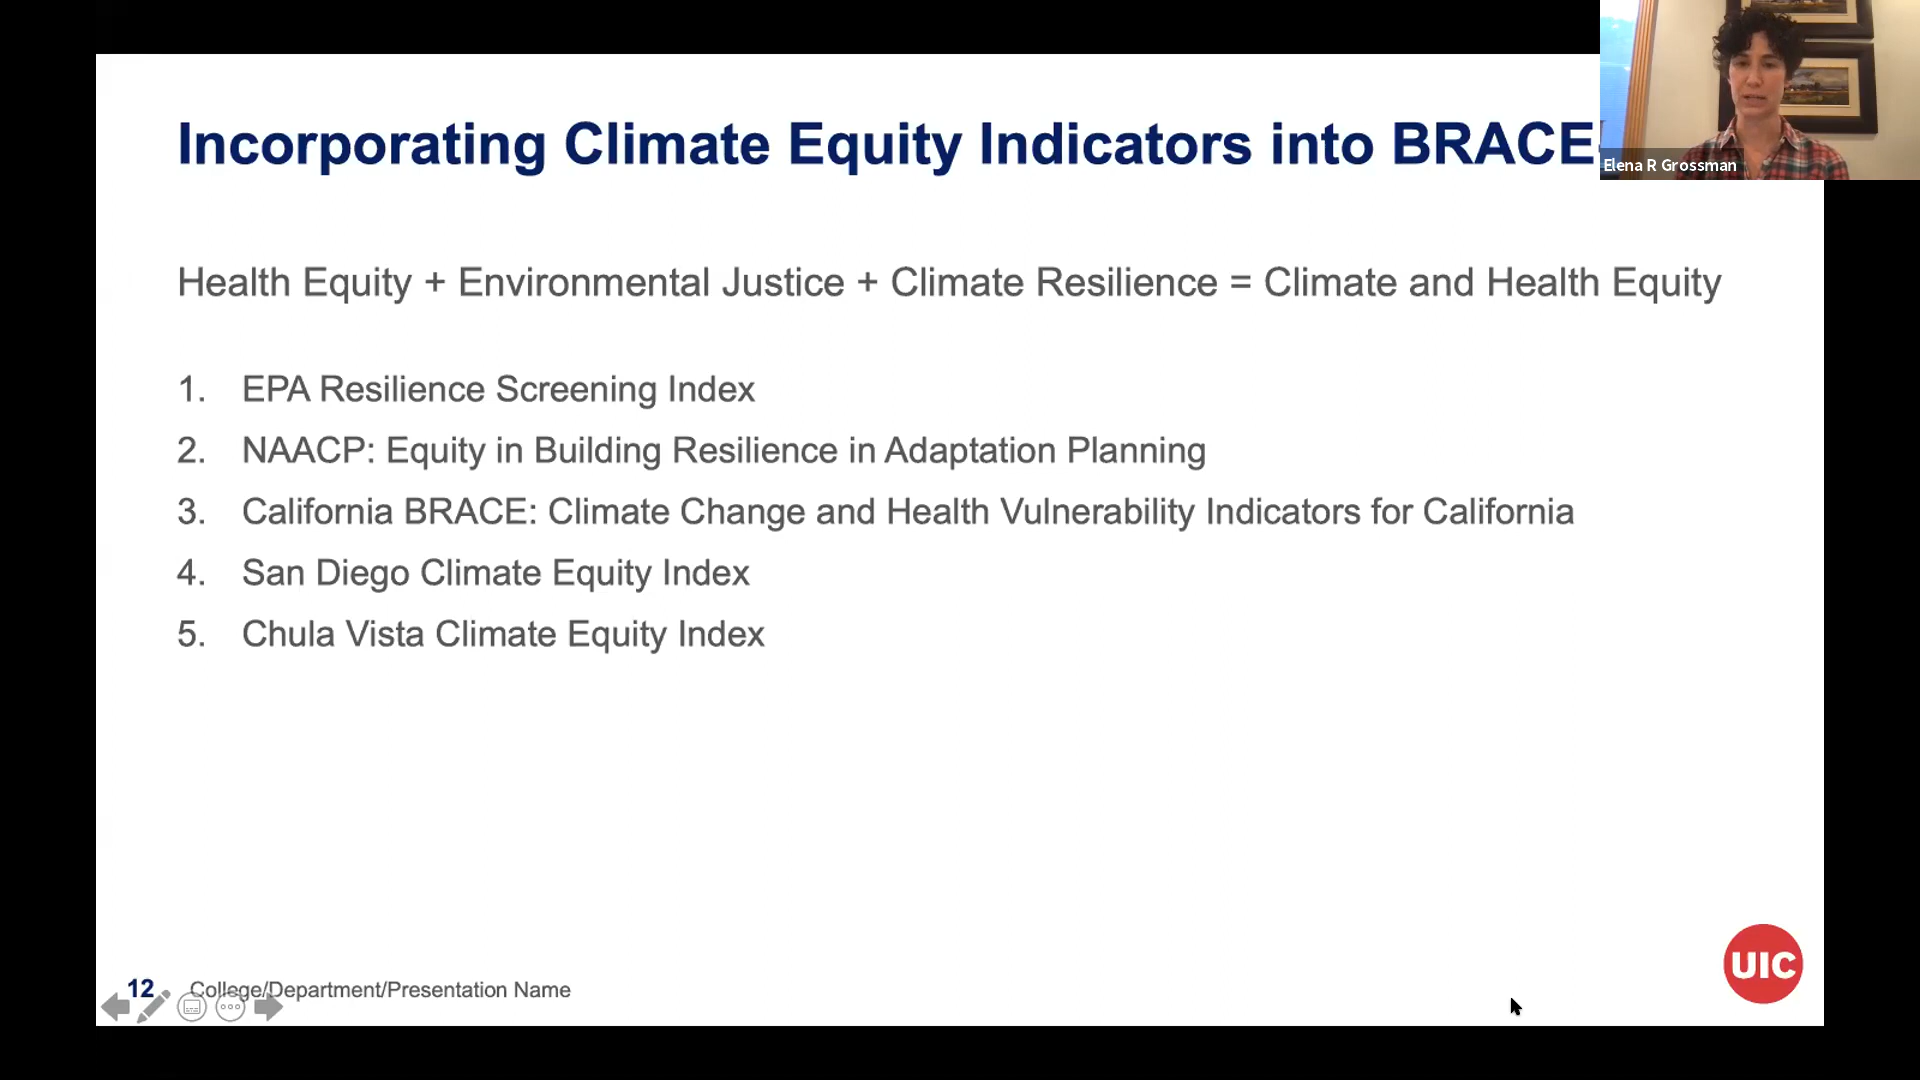 Incorporating Climate Equity Indicators into BRACE
Elena R Grossman
Health Equity + Environmental Justice + Climate Resilience = Climate and Health Equity
1. EPA Resilience Screening Index
2. NAACP: Equity in Building Resilience in Adaptation Planning
3. California BRACE: Climate Change and Health Vulnerability Indicators for California
4. San Diego Climate Equity Index
5. Chula Vista Climate Equity Index
12 College/Department/Presentation Name
UIC